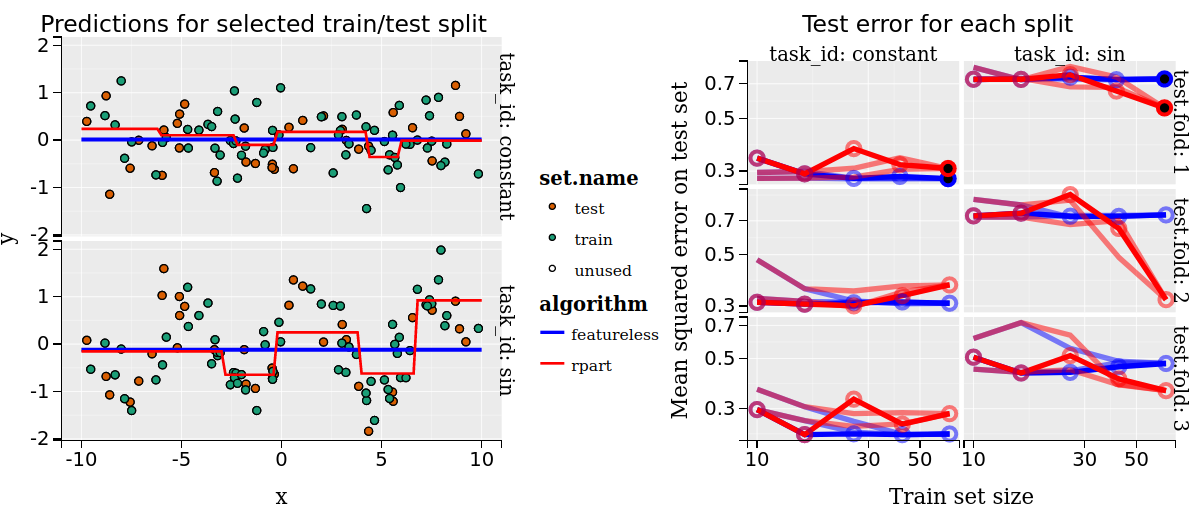 Predictions for selected train/test split
2
1
0
-1
-2
task_id: constant
2
1
0
-1
-2
task_id: sin
-10
-5
0
5
10
x
y
set.name
test
train
unused
algorithm
featureless
rpart
Test error for each split
task_id: constant
task_id: sin
0.7
0.5
0.3
test.fold: 1
0.7
0.5
0.3
test.fold: 2
0.7
0.5
0.3
test.fold: 3
10
30
50
10
30
50
Train set size
Mean squared error on test set